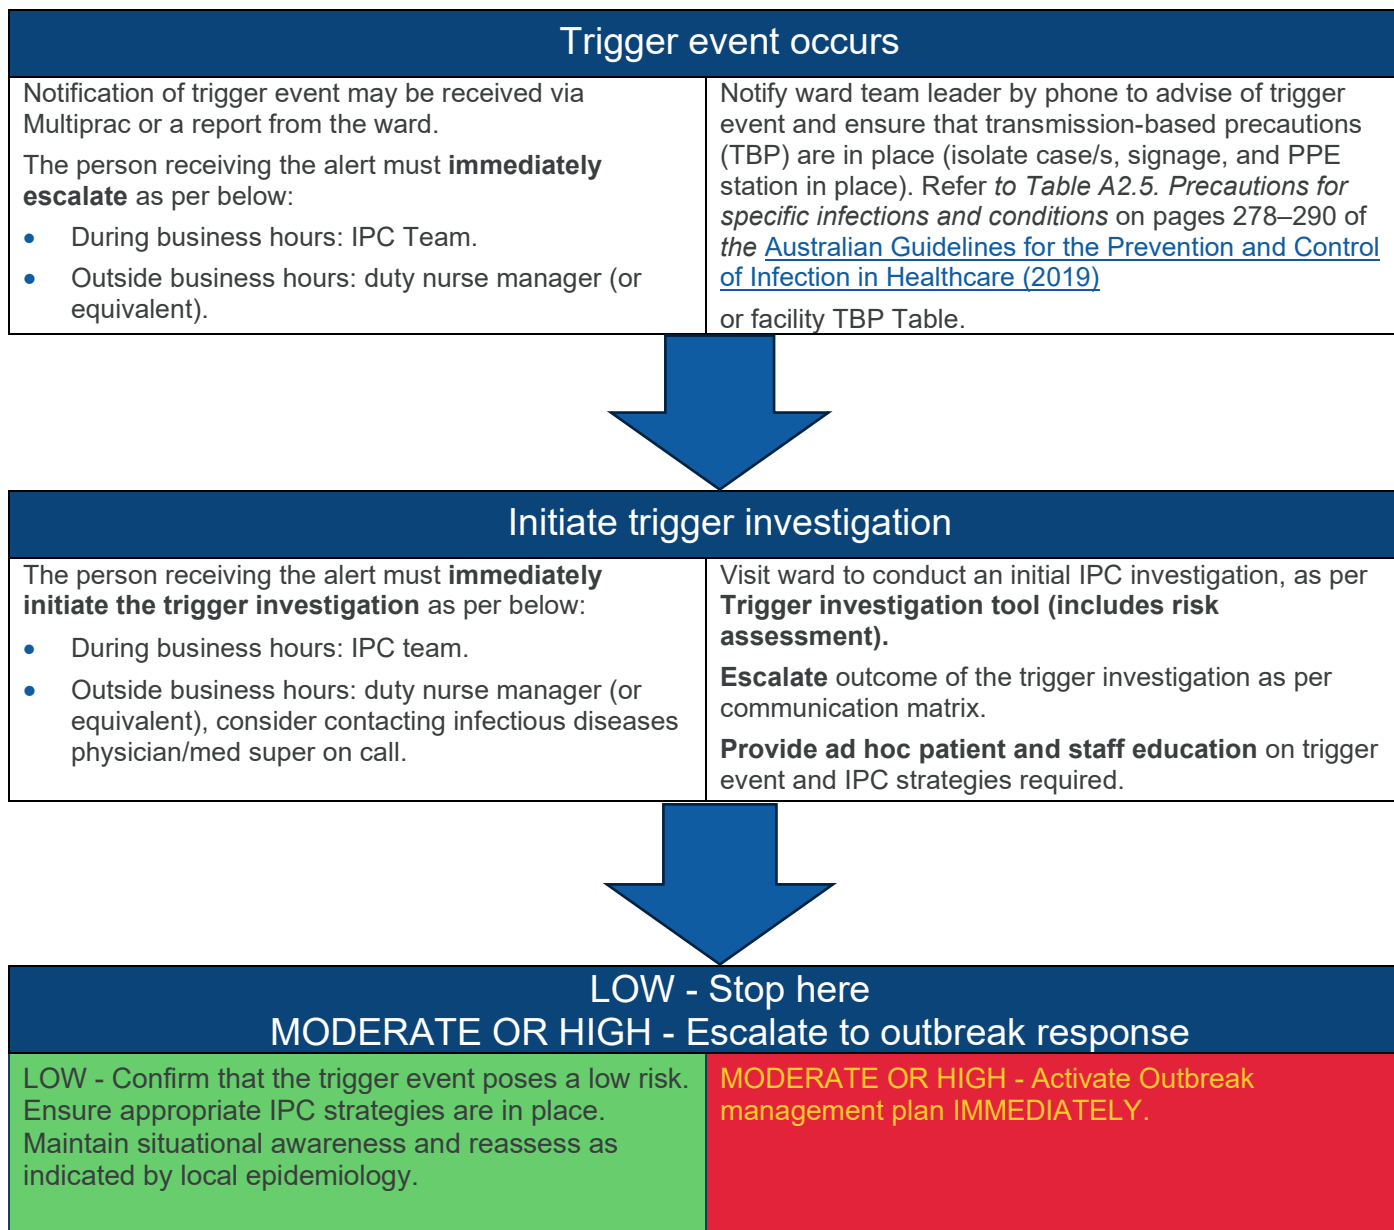 Trigger event occurs
Notification of trigger event may be received via
Multiprac or a report from the ward.
The person receiving the alert must immediately
escalate as per below:
• During business hours: IPC Team.
• Outside business hours: duty nurse manager (or
equivalent).
Notify ward team leader by phone to advise of trigger
event and ensure that transmission-based precautions
(TBP) are in place (isolate case/s, signage, and PPE
station in place). Refer to Table A2.5. Precautions for
specific infections and conditions on pages 278–290 of
the Australian Guidelines for the Prevention and Control
of Infection in Healthcare (2019)
or facility TBP Table.
Initiate trigger investigation
The person receiving the alert must immediately
initiate the trigger investigation as per below:
• During business hours: IPC team.
• Outside business hours: duty nurse manager (or
equivalent), consider contacting infectious diseases
physician/med super on call.
Visit ward to conduct an initial IPC investigation, as per
Trigger investigation tool (includes risk
assessment).
Escalate outcome of the trigger investigation as per
communication matrix.
Provide ad hoc patient and staff education on trigger
event and IPC strategies required.
LOW - Stop here
MODERATE OR HIGH - Escalate to outbreak response
LOW - Confirm that the trigger event poses a low risk.
Ensure appropriate IPC strategies are in place.
Maintain situational awareness and reassess as
indicated by local epidemiology.
MODERATE OR HIGH - Activate Outbreak
management plan IMMEDIATELY.